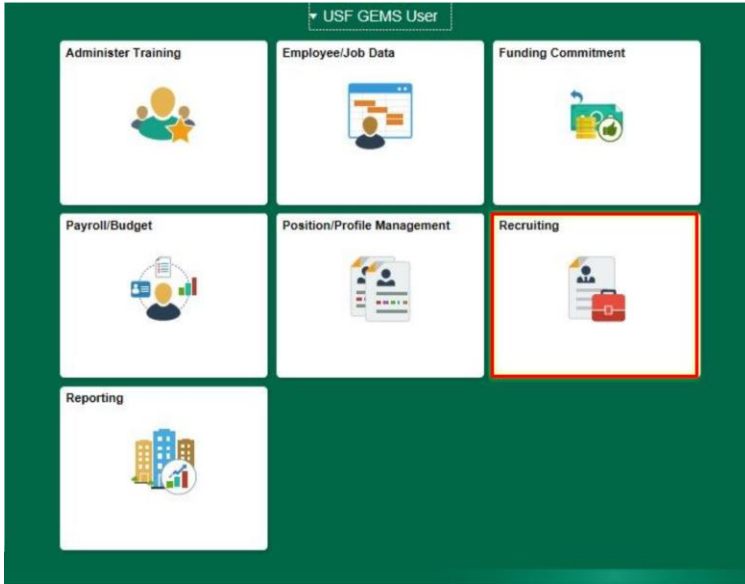 USF GEMS User
Administer Training
Employee/Job Data
Funding Commitment
Payroll/Budget
Position/Profile Management
Recruiting
Reporting